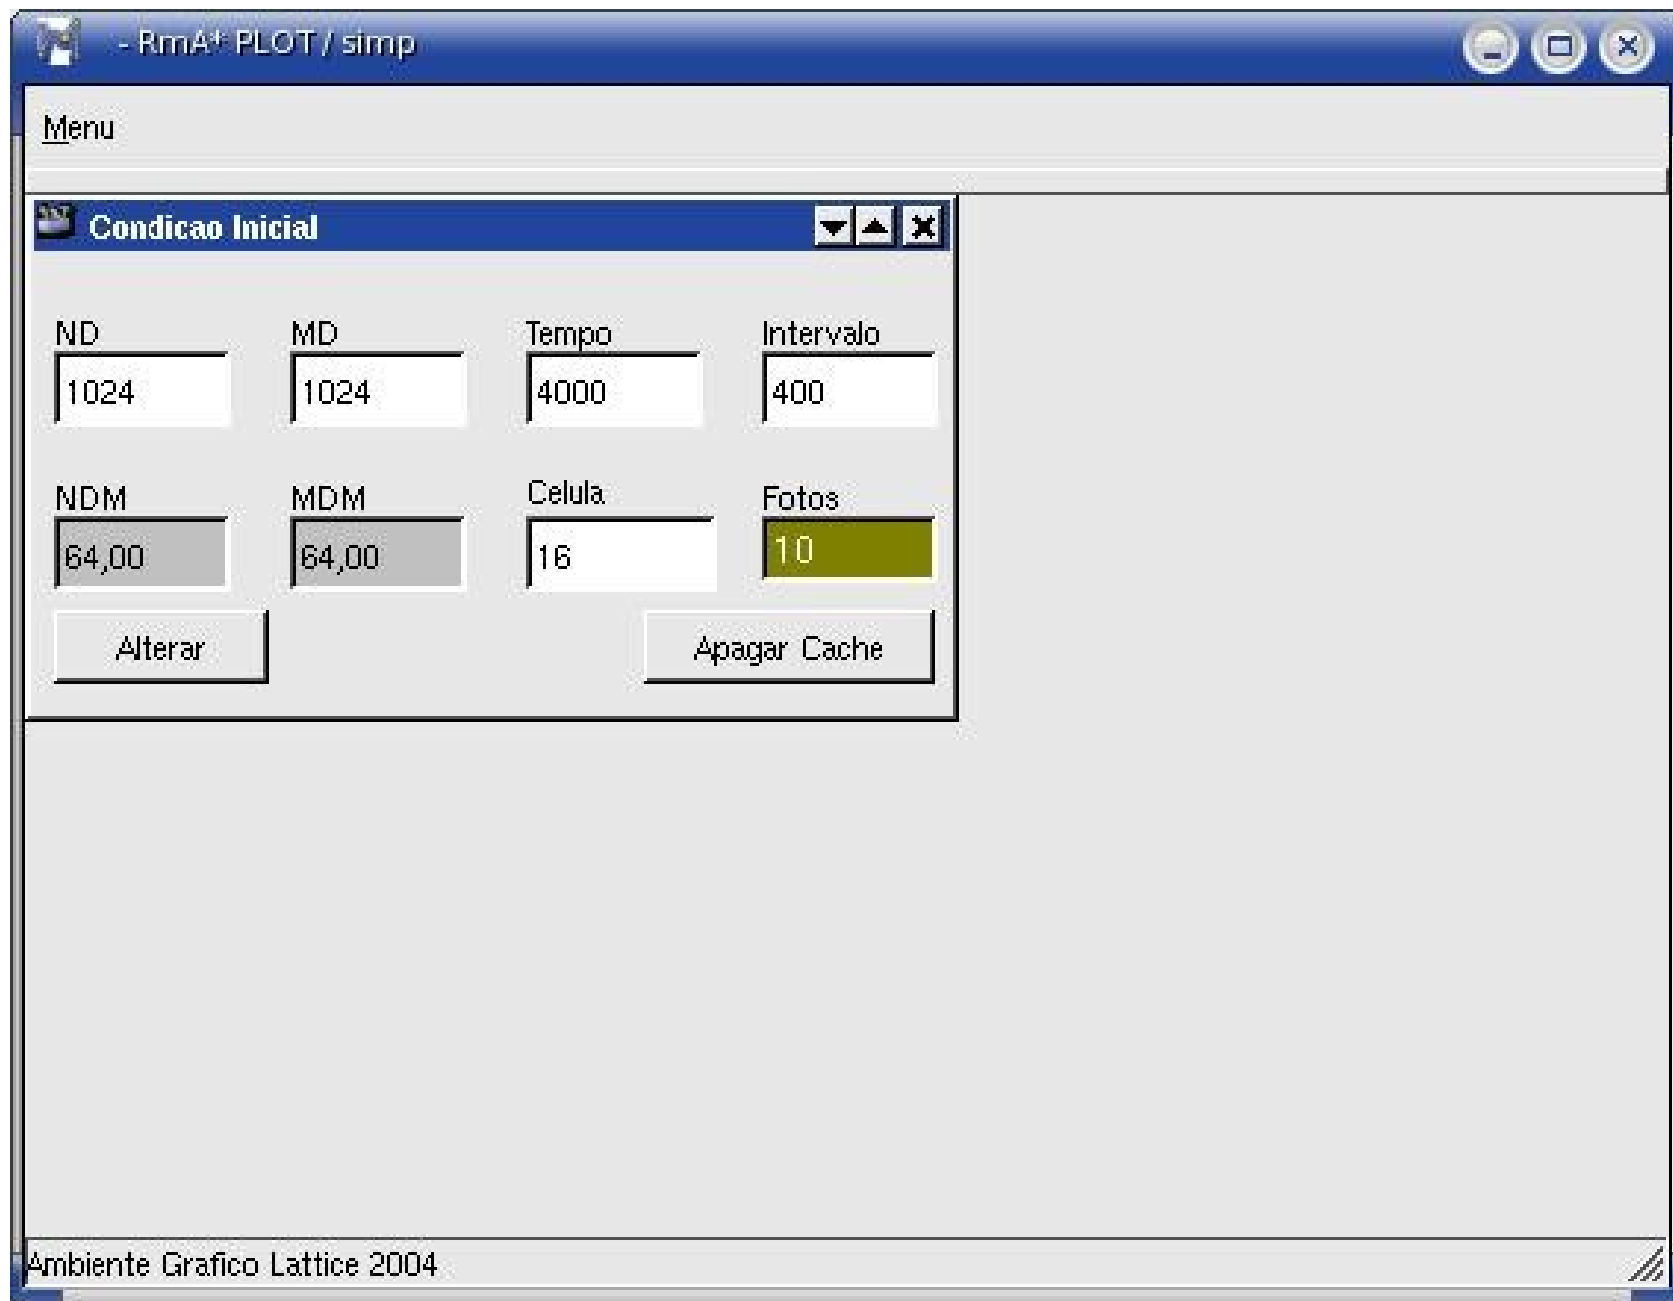 - RmA* PLOT / simp
Menu
Condicao Inicial
ND MD Tempo Intervalo
1024 1024 4000 400
NDM MDM Celula Fotos
64,00 64,00 16 10
Alterar Apagar Cache
Ambiente Grafico Lattice 2004